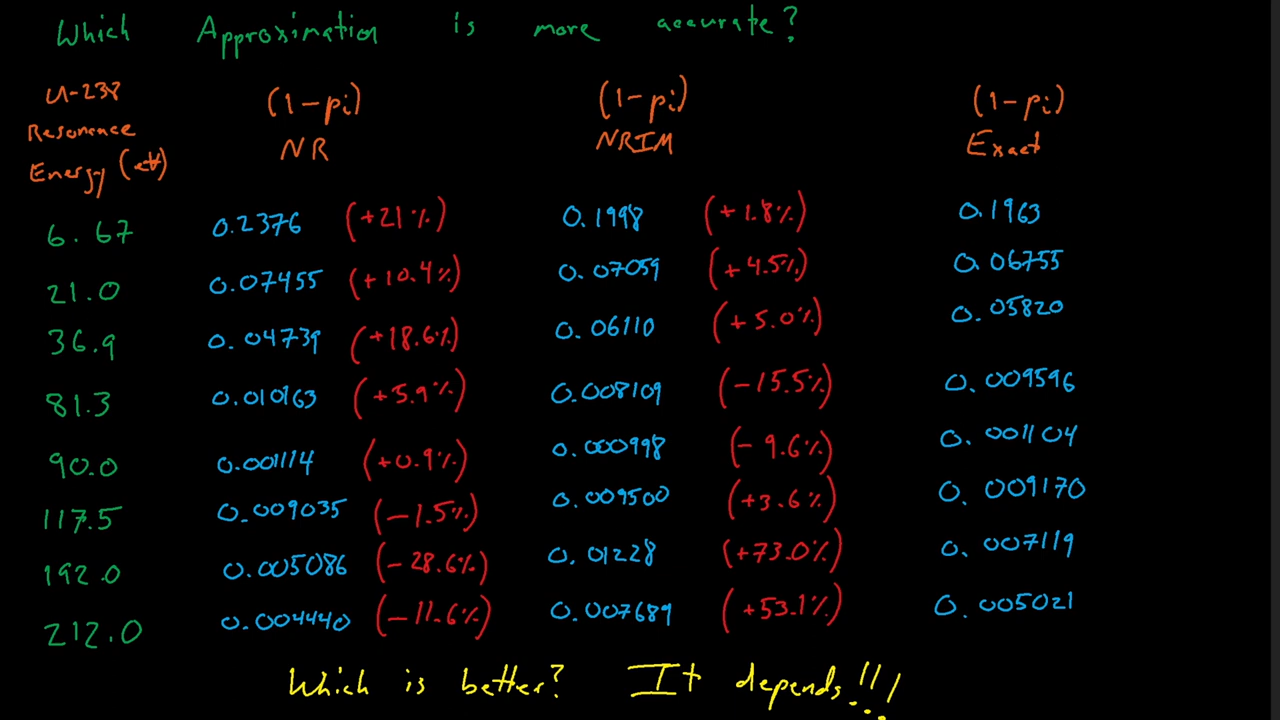 Which Approximation is more accurate?
U-238 Resonance Energy (eV) (1-pi) NR (1-pi) NRIM (1-pi) Exact
6.67 0.2376 (+21%) 0.1998 (+1.8%) 0.1963
21.0 0.07455 (+10.4%) 0.07059 (+4.5%) 0.06755
36.9 0.04739 (+18.6%) 0.06110 (+5.0%) 0.05820
81.3 0.010163 (+5.9%) 0.008109 (-15.5%) 0.009596
90.0 0.001114 (+0.9%) 0.000998 (-9.6%) 0.001104
117.5 0.009035 (-1.5%) 0.009500 (+3.6%) 0.009170
192.0 0.005086 (-28.6%) 0.01228 (+73.0%) 0.007119
212.0 0.004440 (-11.6%) 0.007689 (+53.1%) 0.005021
Which is better? It depends!!!